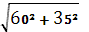 √60² + 35²